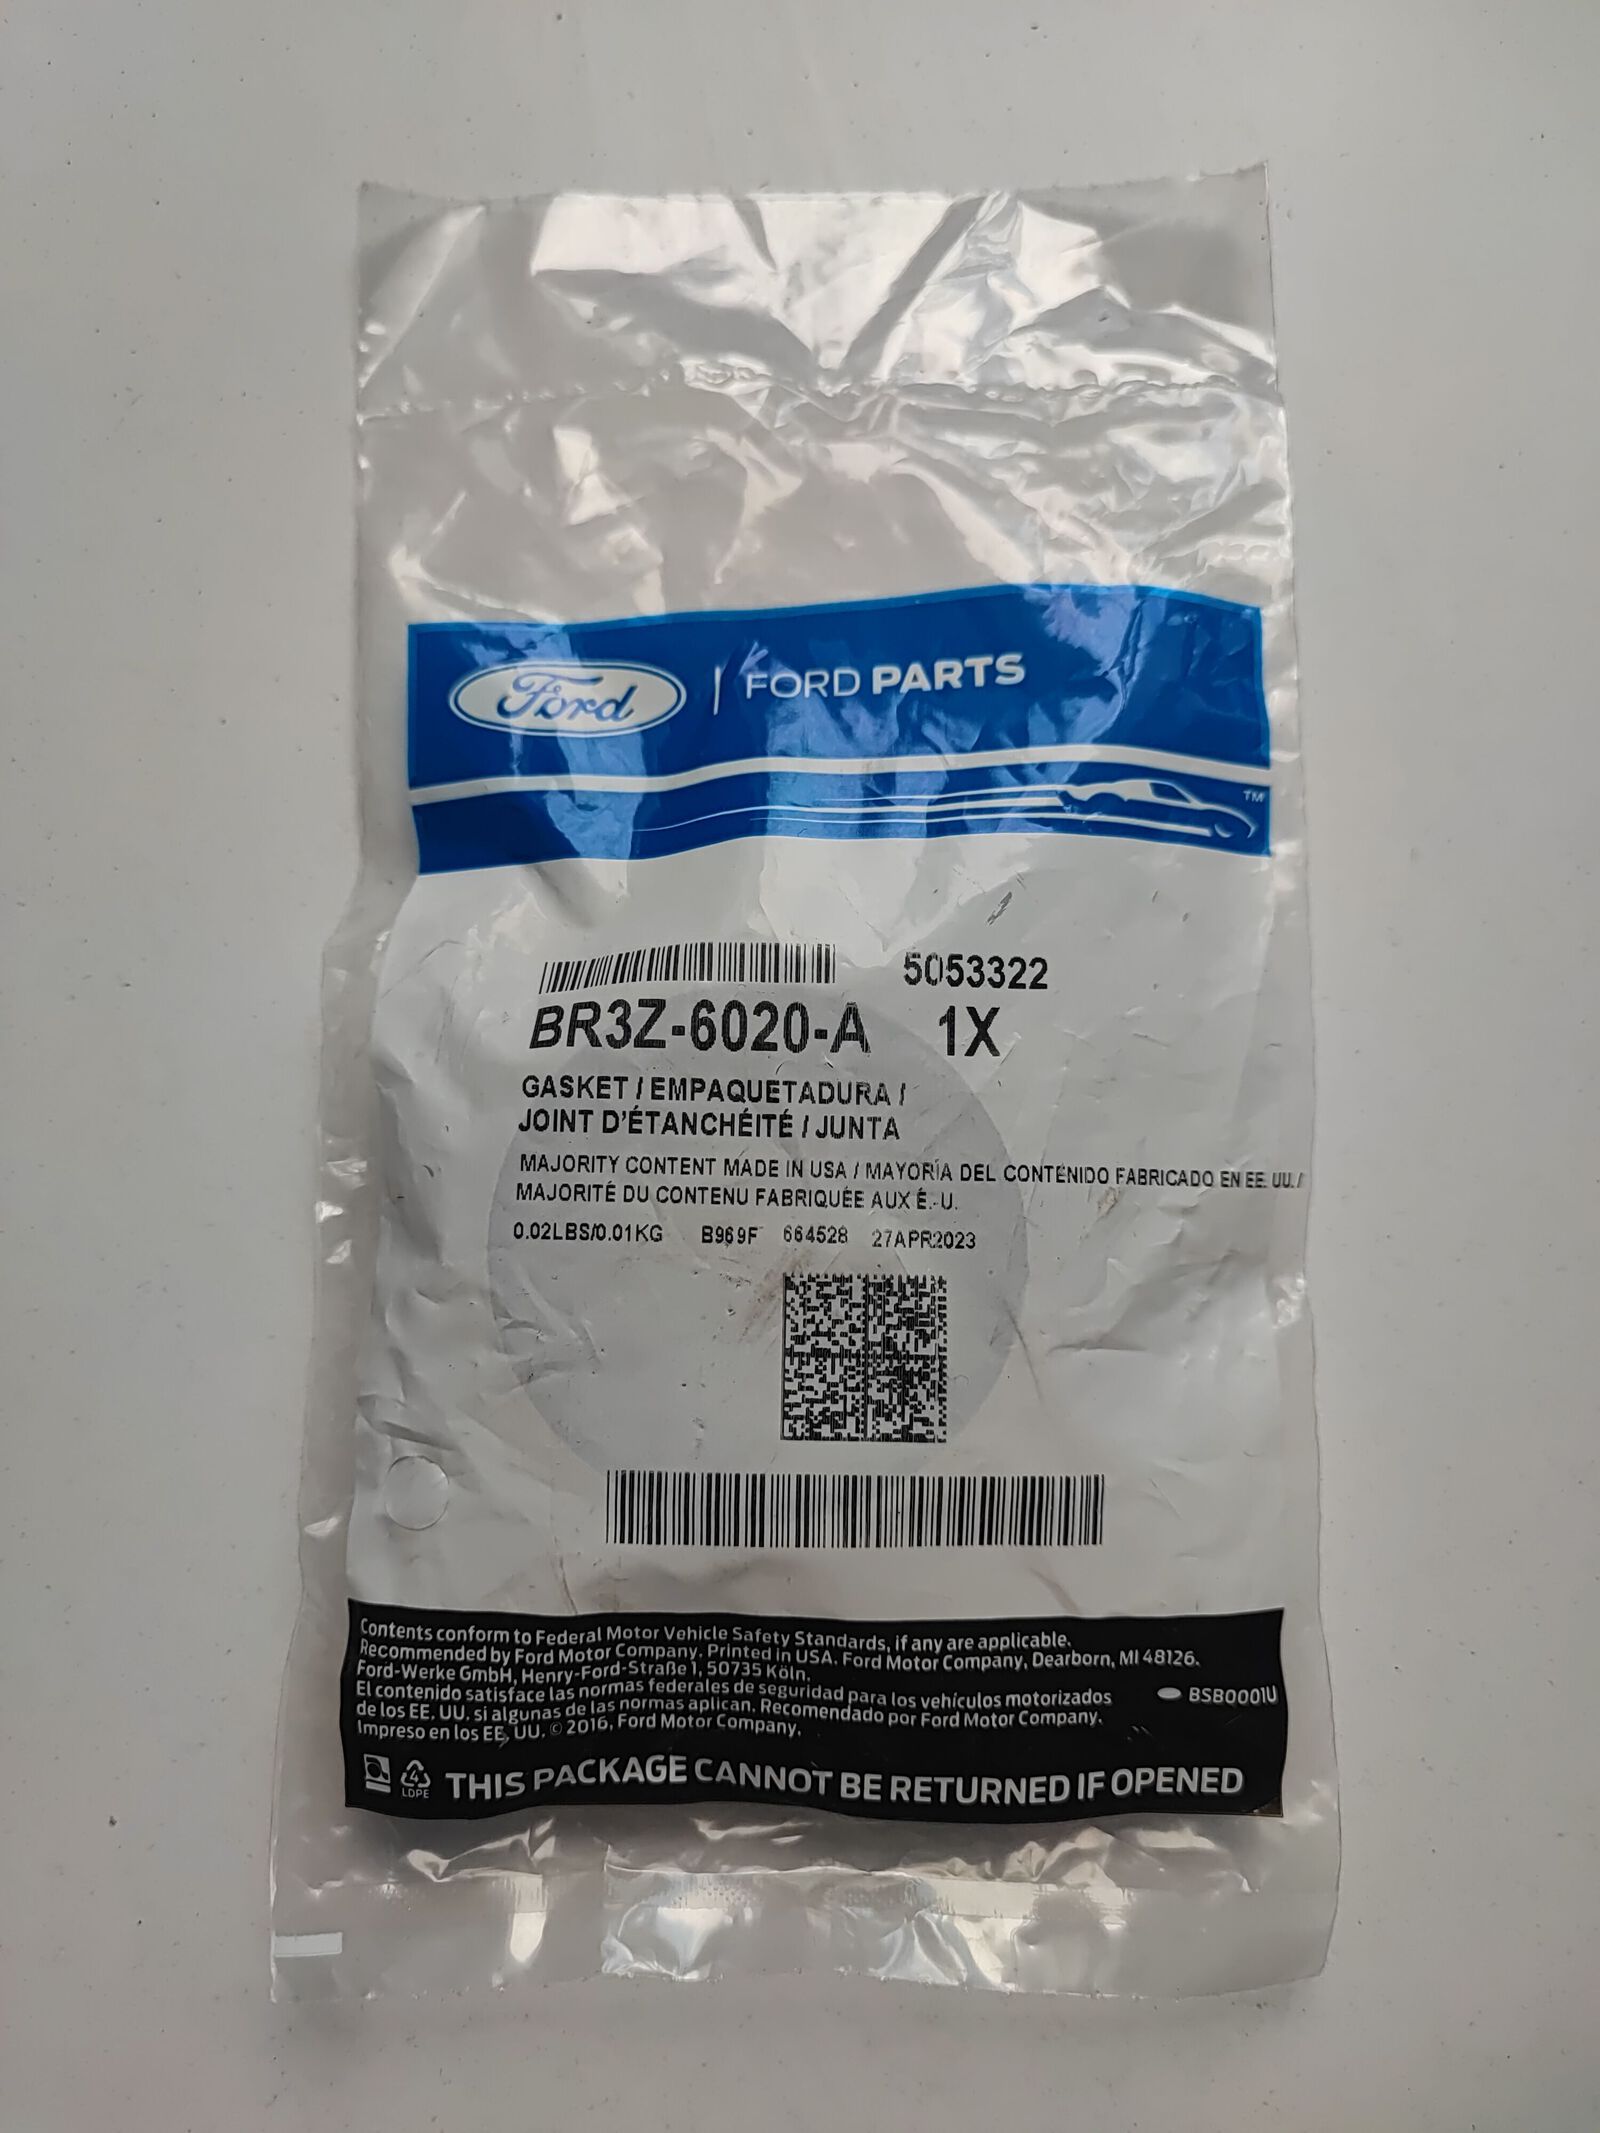 Ford | FORD PARTS
TM
5053322
BR3Z-6020-A 1X
GASKET / EMPAQUETADURA /
JOINT D'ÉTANCHÉITÉ / JUNTA
MAJORITY CONTENT MADE IN USA / MAYORÍA DEL CONTENIDO FABRICADO EN EE. UU. /
MAJORITÉ DU CONTENU FABRIQUÉE AUX É.-U.
0.02LBS/0.01KG B969F 664528 27APR2023
Contents conform to Federal Motor Vehicle Safety Standards, if any are applicable.
Recommended by Ford Motor Company. Printed in USA. Ford Motor Company, Dearborn, MI 48126.
Ford-Werke GmbH, Henry-Ford-Straße 1, 50735 Köln.
El contenido satisface las normas federales de seguridad para los vehículos motorizados
de los EE. UU. si algunas de las normas aplican. Recomendado por Ford Motor Company.
Impreso en los EE. UU. © 2016, Ford Motor Company.
BSB0001U
4
LDPE
THIS PACKAGE CANNOT BE RETURNED IF OPENED